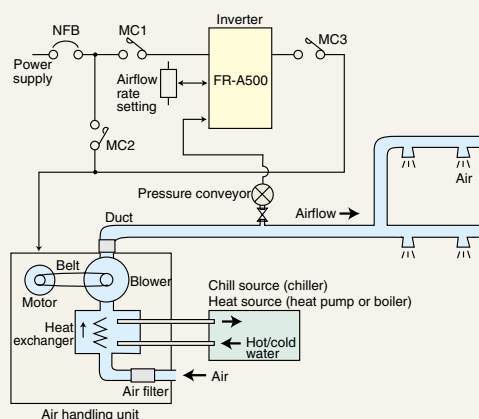 Inverter
NFB
MC1
MC3
Power
supply
Airflow
rate
setting
FR-A500
MC2
Pressure conveyor
Airflow
Air
Duct
Belt
Blower
Motor
Chill source (chiller)
Heat source (heat pump or boiler)
Heat
exchanger
Hot/cold
water
Air
Air filter
Air handling unit